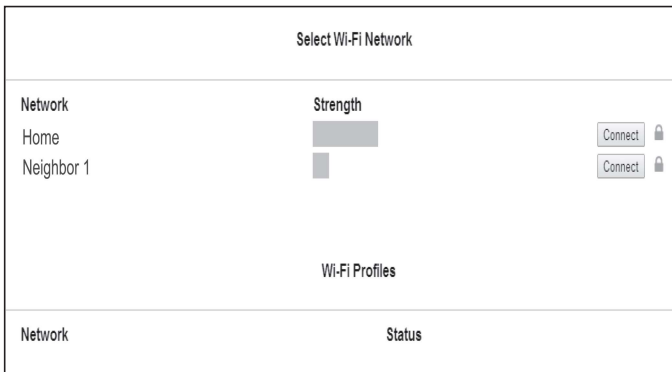 Select Wi-Fi Network
Network Strength
Home Connect
Neighbor 1 Connect
Wi-Fi Profiles
Network Status